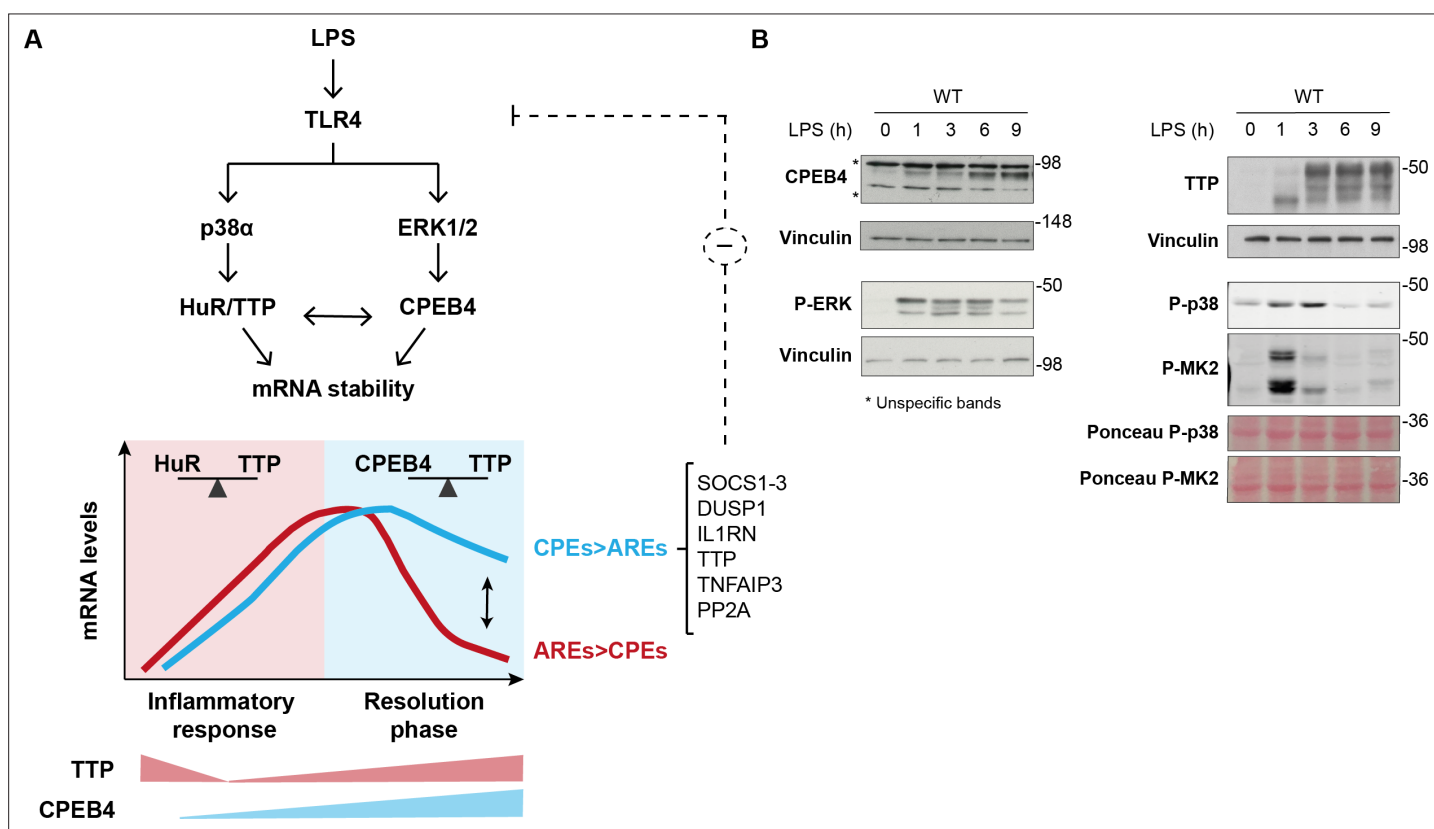 A
LPS
TLR4
p38α
ERK1/2
HuR/TTP
CPEB4
mRNA stability
−
mRNA levels
HuR
TTP
CPEB4
TTP
CPEs>AREs
AREs>CPEs
SOCS1-3
DUSP1
IL1RN
TTP
TNFAIP3
PP2A
Inflammatory
response
Resolution
phase
TTP
CPEB4
B
WT
LPS (h) 0 1 3 6 9
CPEB4
*
*
-98
Vinculin
-148
P-ERK
-50
Vinculin
-98
* Unspecific bands
WT
LPS (h) 0 1 3 6 9
TTP
-50
Vinculin
-98
P-p38
-50
P-MK2
-50
Ponceau P-p38
-36
Ponceau P-MK2
-36